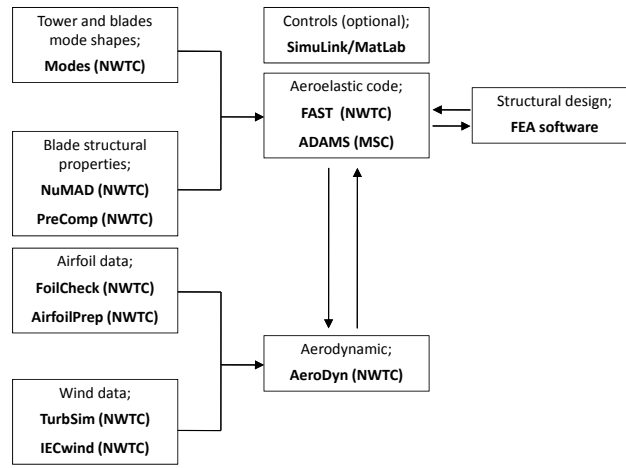 Tower and blades
mode shapes;
Modes (NWTC)
Controls (optional);
SimuLink/MatLab
Aeroelastic code;
FAST (NWTC)
ADAMS (MSC)
Structural design;
FEA software
Blade structural
properties;
NuMAD (NWTC)
PreComp (NWTC)
Airfoil data;
FoilCheck (NWTC)
AirfoilPrep (NWTC)
Aerodynamic;
AeroDyn (NWTC)
Wind data;
TurbSim (NWTC)
IECwind (NWTC)